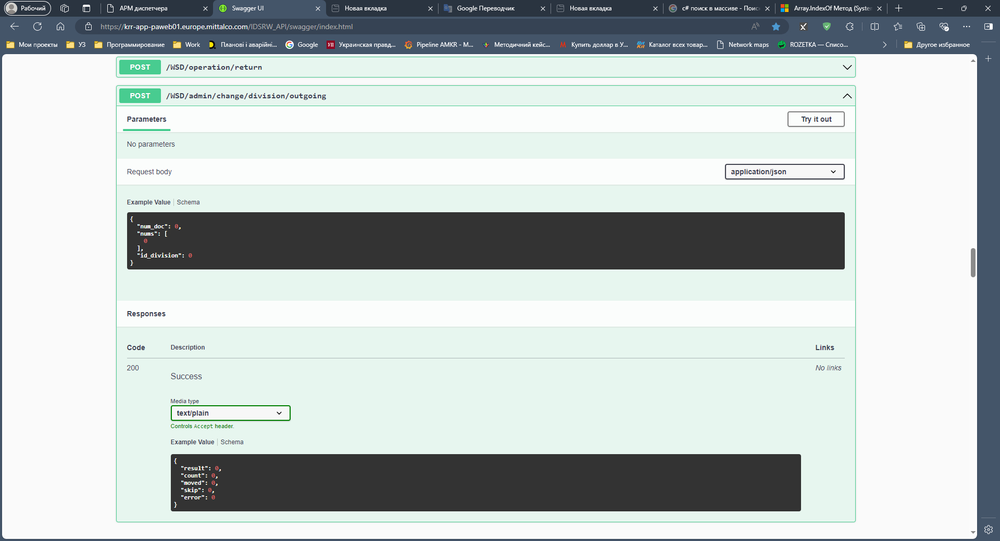 Рабочий
АРМ диспетчера
Swagger UI
Новая вкладка
Google Переводчик
Новая вкладка
c# поиск в массиве - Поис
Array.IndexOf Метод (Syste
https://krr-app-paweb01.europe.mittalco.com/IDSRW_API/swagger/index.html
Мои проекты
УЗ
Программирование
Work
Планові і аварійні...
Google
Украинская правд...
Pipeline AMKR - M...
Методичний кейс...
Купить доллар в У...
Каталог всех товар...
Network maps
ROZETKA — Списо...
Другое избранное
POST /WSD/operation/return
POST /WSD/admin/change/division/outgoing
Parameters
Try it out
No parameters
Request body
application/json
Example Value
Schema
{
"num_doc": 0,
"nums": [
0
],
"id_division": 0
}
Responses
Code
Description
Links
200
Success
No links
Media type
text/plain
Controls Accept header.
Example Value
Schema
{
"result": 0,
"count": 0,
"moved": 0,
"skip": 0,
"error": 0
}